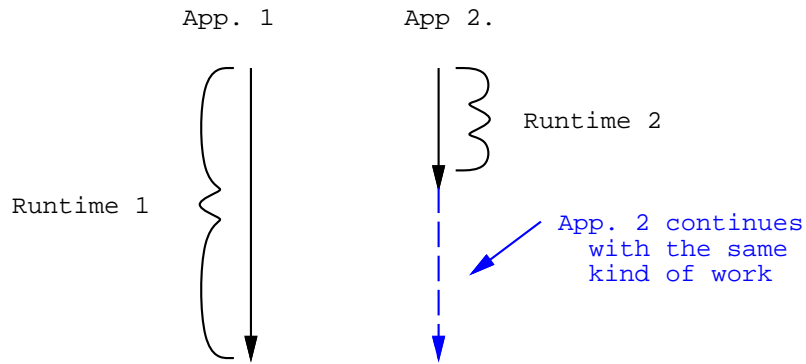 App. 1
App 2.
Runtime 2
Runtime 1
App. 2 continues
with the same
kind of work